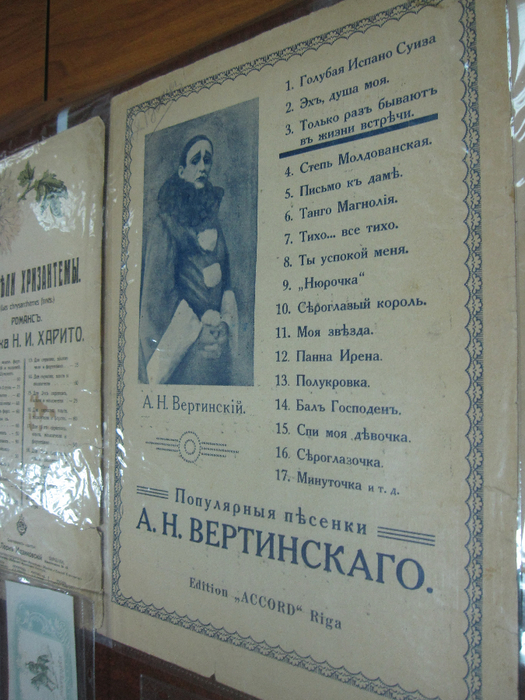 ѢЛИ ХРИЗАНТЕМЫ.
РОМАНСЪ.
Н. И. ХАРИТО.
1. Голубая Испано Суиза
2. Эхъ, душа моя.
3. Только разъ бываютъ
въ жизни встрѣчи.
4. Степь Молдованская.
5. Письмо къ дамѣ.
6. Танго Магнолія.
7. Тихо... все тихо.
8. Ты успокой меня.
9. „Нюрочка“
10. Сѣроглавый король.
11. Моя звѣзда.
12. Панна Ирена.
13. Полукровка.
14. Балъ Господенъ.
15. Спи моя дѣвочка.
16. Сѣроглазочка.
17. Минуточка и т. д.
А. Н. Вертинскій.
Популярныя пѣсенки
А. Н. ВЕРТИНСКАГО.
Edition „ACCORD“ Riga